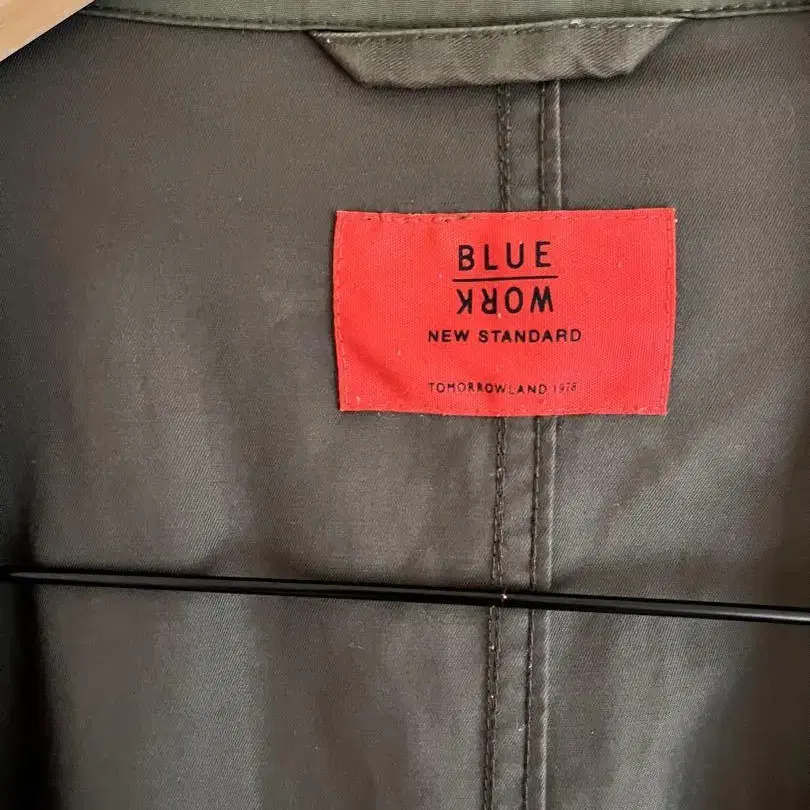 BLUE
WORK
NEW STANDARD
TOMORROWLAND 1978